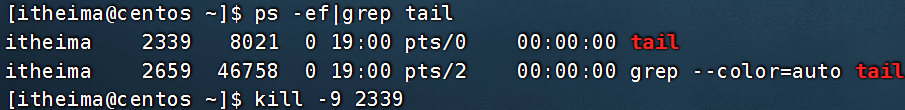 [itheima@centos ~]$ ps -ef|grep tail
itheima    2339   8021  0 19:00 pts/0    00:00:00 tail
itheima    2659  46758  0 19:00 pts/2    00:00:00 grep --color=auto tail
[itheima@centos ~]$ kill -9 2339